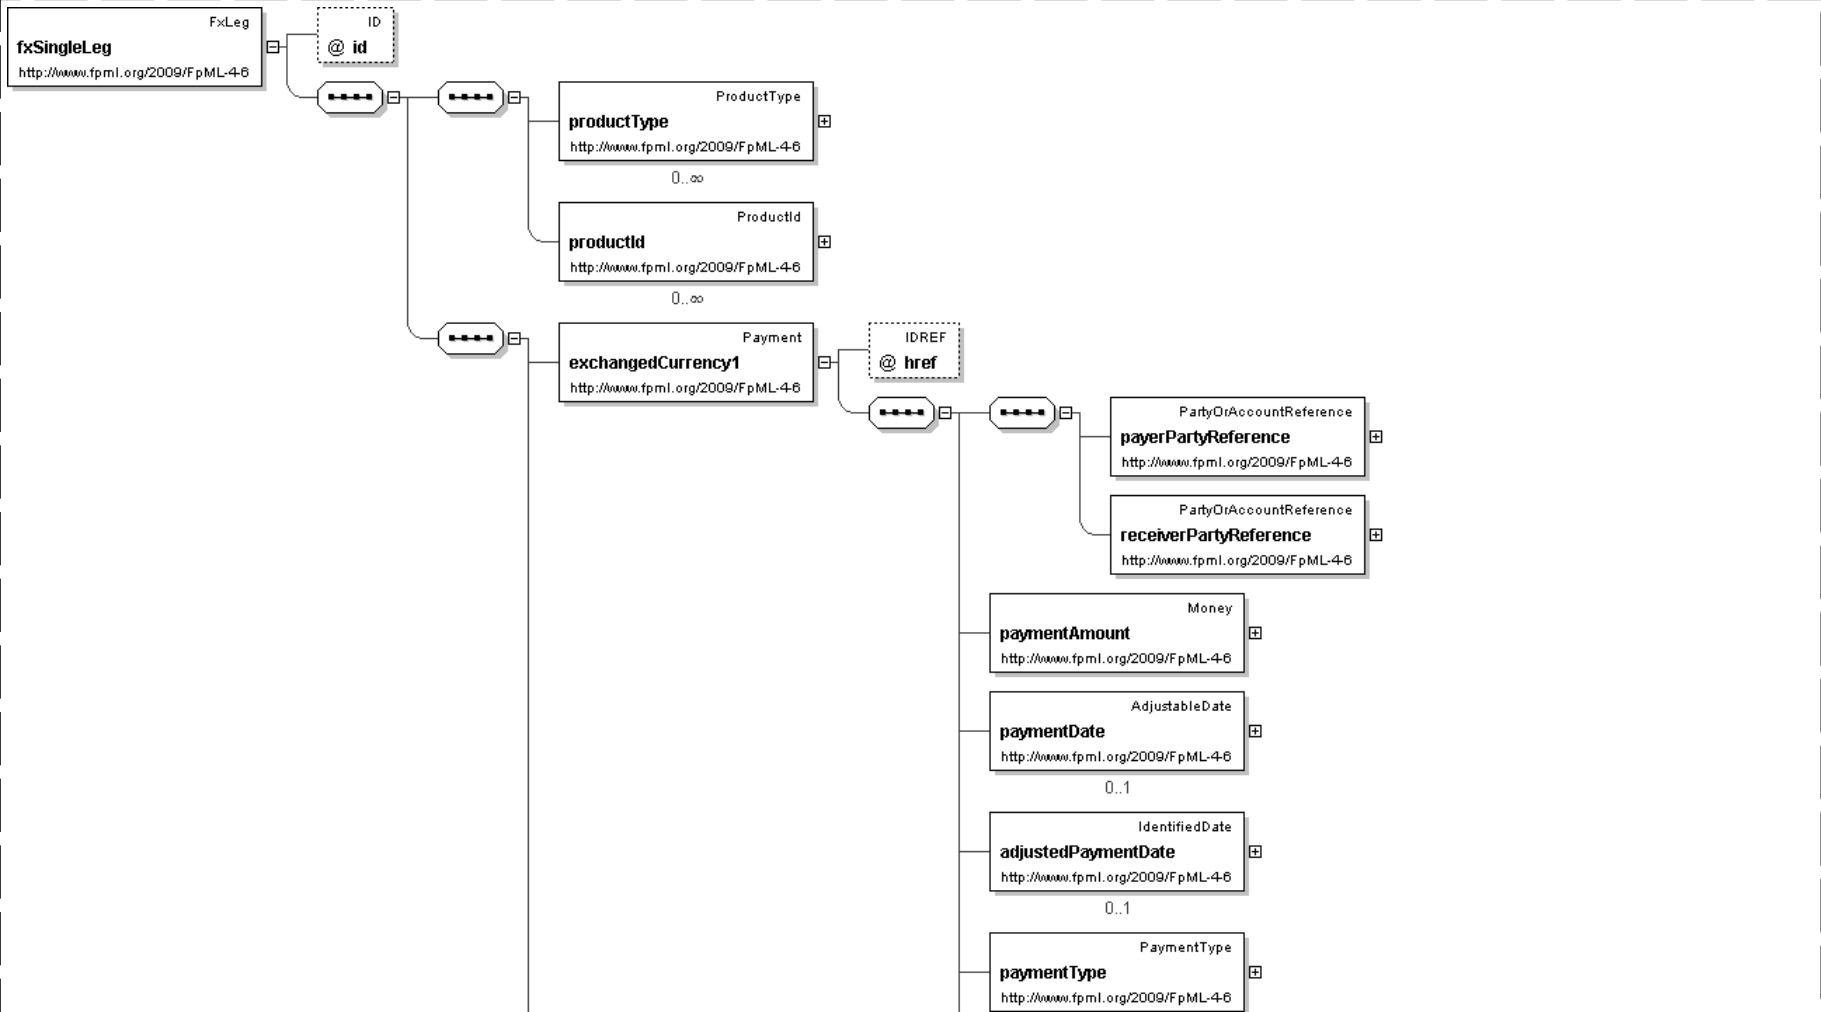 FxLeg
fxSingleLeg
http://www.fpml.org/2009/FpML-4-6
ID
@ id
ProductType
productType
http://www.fpml.org/2009/FpML-4-6
0..∞
ProductId
productId
http://www.fpml.org/2009/FpML-4-6
0..∞
Payment
exchangedCurrency1
http://www.fpml.org/2009/FpML-4-6
IDREF
@ href
PartyOrAccountReference
payerPartyReference
http://www.fpml.org/2009/FpML-4-6
PartyOrAccountReference
receiverPartyReference
http://www.fpml.org/2009/FpML-4-6
Money
paymentAmount
http://www.fpml.org/2009/FpML-4-6
AdjustableDate
paymentDate
http://www.fpml.org/2009/FpML-4-6
0..1
IdentifiedDate
adjustedPaymentDate
http://www.fpml.org/2009/FpML-4-6
0..1
PaymentType
paymentType
http://www.fpml.org/2009/FpML-4-6